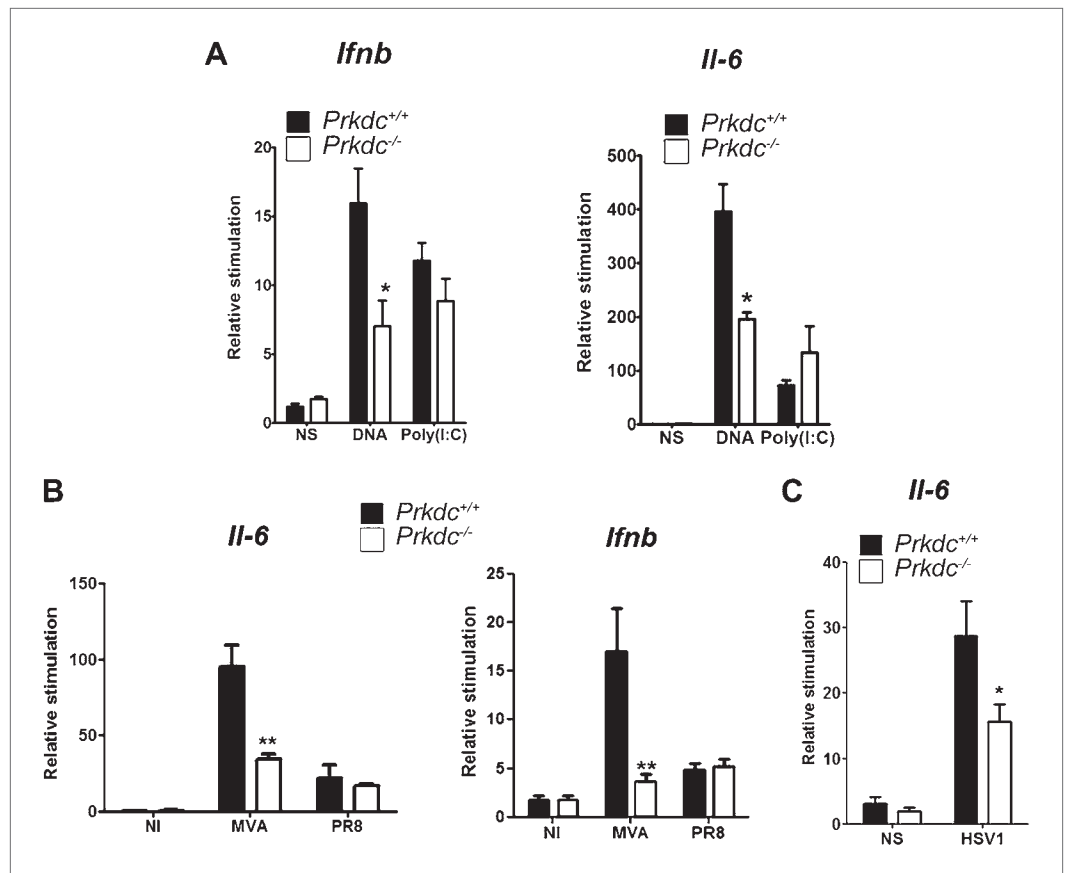 A
Ifnb
Prkdc+/+
Prkdc-/-
20
15
10
5
0
Relative stimulation
*
NS DNA Poly(I:C)
Il-6
Prkdc+/+
Prkdc-/-
500
400
300
200
100
0
Relative stimulation
*
NS DNA Poly(I:C)
B
Prkdc+/+
Prkdc-/-
Il-6
150
100
50
0
Relative stimulation
**
NI MVA PR8
Ifnb
25
20
15
10
5
0
Relative stimulation
**
NI MVA PR8
C
Il-6
Prkdc+/+
Prkdc-/-
40
30
20
10
0
Relative stimulation
*
NS HSV1